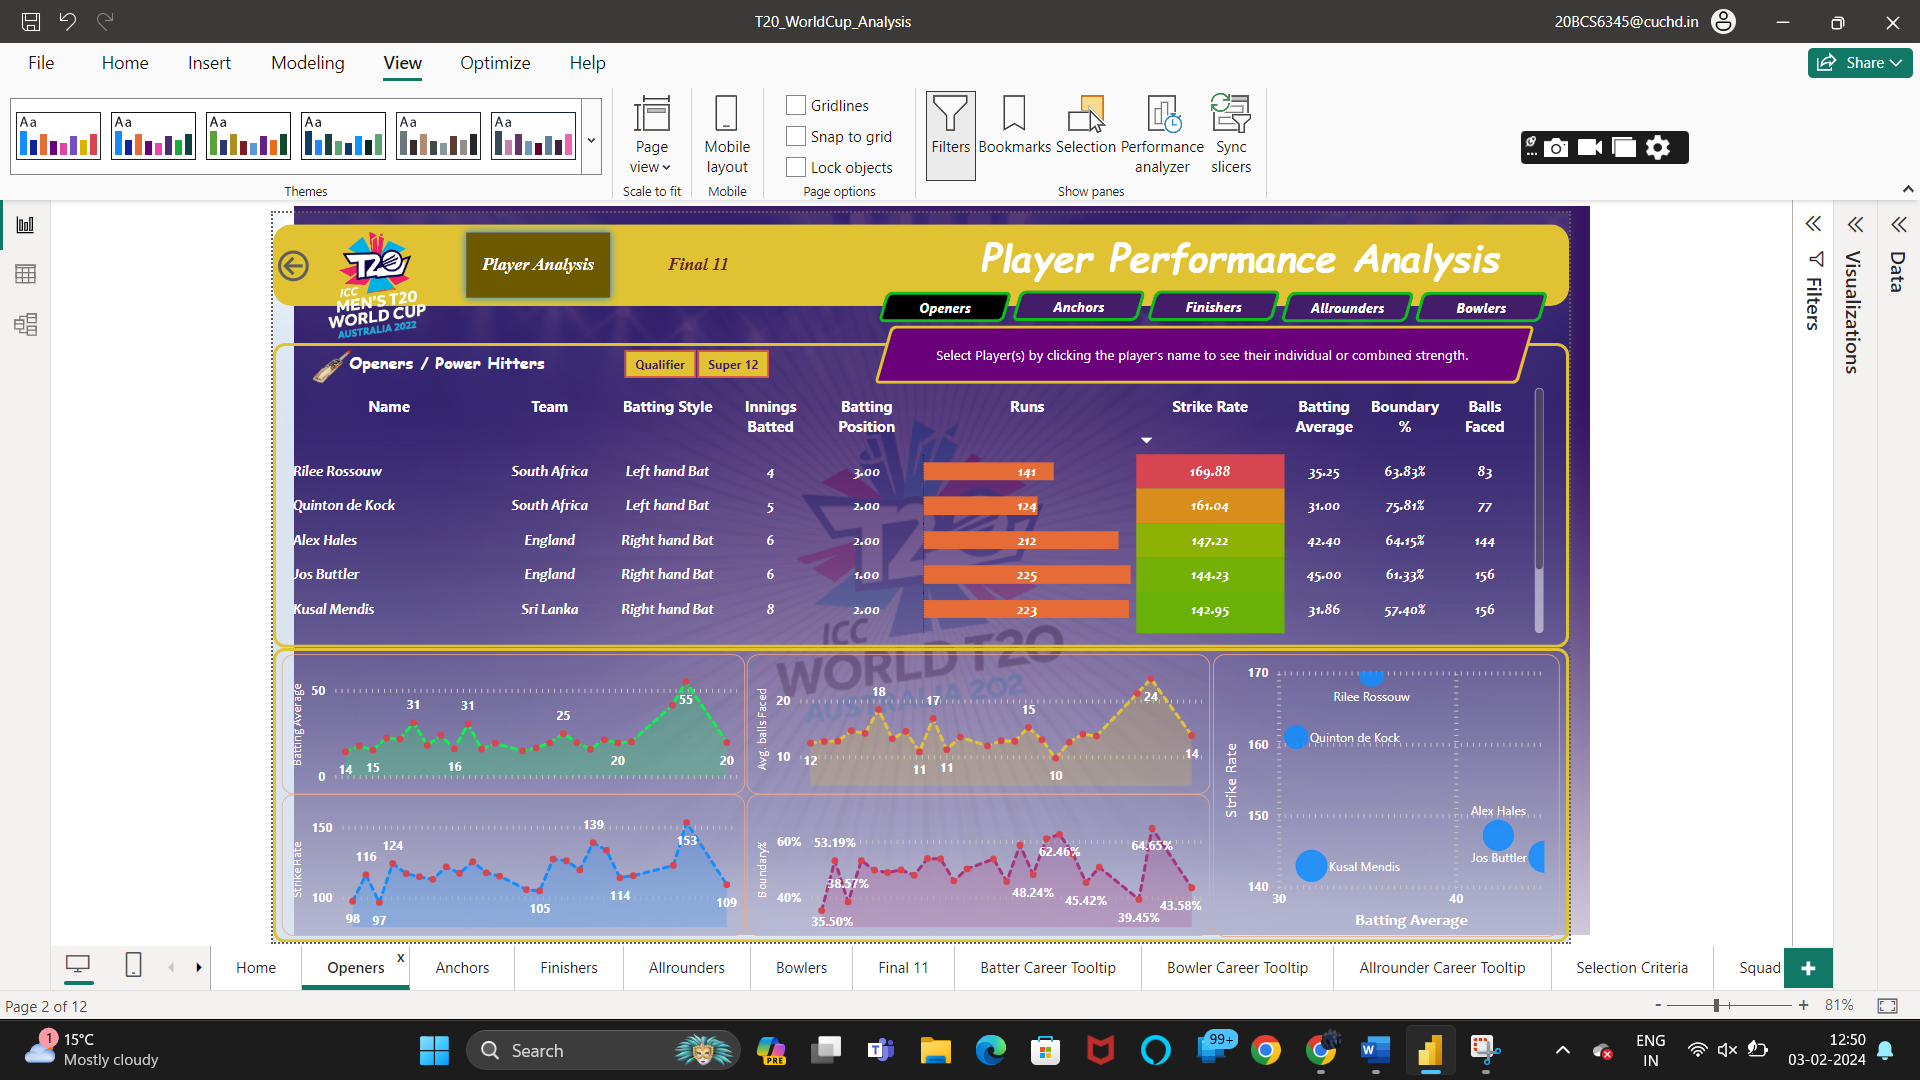 T20_WorldCup_Analysis
20BCS6345@cuchd.in
File Home Insert Modeling View Optimize Help
Share
Aa Aa Aa Aa Aa Aa
Themes
Page view
Scale to fit
Mobile layout
Mobile
Gridlines
Snap to grid
Lock objects
Page options
Filters
Bookmarks
Selection
Performance analyzer
Sync slicers
Show panes
ICC
MEN'S T20
WORLD CUP
AUSTRALIA 2022
Player Analysis
Final 11
Player Performance Analysis
Openers Anchors Finishers Allrounders Bowlers
Select Player(s) by clicking the player's name to see their individual or combined strength.
Openers / Power Hitters
Qualifier Super 12
Name Team Batting Style Innings Batted Batting Position Runs Strike Rate Batting Average Boundary % Balls Faced
Rilee Rossouw South Africa Left hand Bat 4 3.00 141 169.88 35.25 63.83% 83
Quinton de Kock South Africa Left hand Bat 5 2.00 124 161.04 31.00 75.81% 77
Alex Hales England Right hand Bat 6 2.00 212 147.22 42.40 64.15% 144
Jos Buttler England Right hand Bat 6 1.00 225 144.23 45.00 61.33% 156
Kusal Mendis Sri Lanka Right hand Bat 8 2.00 223 142.95 31.86 57.40% 156
ICC
WORLD T20
AUSTRALIA 202
Batting Average
50
0
14 15 31 16 31 25 20 55 20
Avg. balls Faced
20
10
12 18 11 17 11 15 10 24 14
Strike Rate
150
100
98 116 97 124 105 139 114 153 109
Boundary%
60%
40%
35.50% 53.19% 38.57% 48.24% 62.46% 45.42% 39.45% 64.65% 43.58%
Strike Rate
170
160
150
140
30 40
Rilee Rossouw
Quinton de Kock
Alex Hales
Jos Buttler
Kusal Mendis
Batting Average
Filters
Visualizations
Data
Home Openers x Anchors Finishers Allrounders Bowlers Final 11 Batter Career Tooltip Bowler Career Tooltip Allrounder Career Tooltip Selection Criteria Squad
Page 2 of 12
- + 81%
1
15°C
Mostly cloudy
Search
PRE
99+
ENG
IN
12:50
03-02-2024